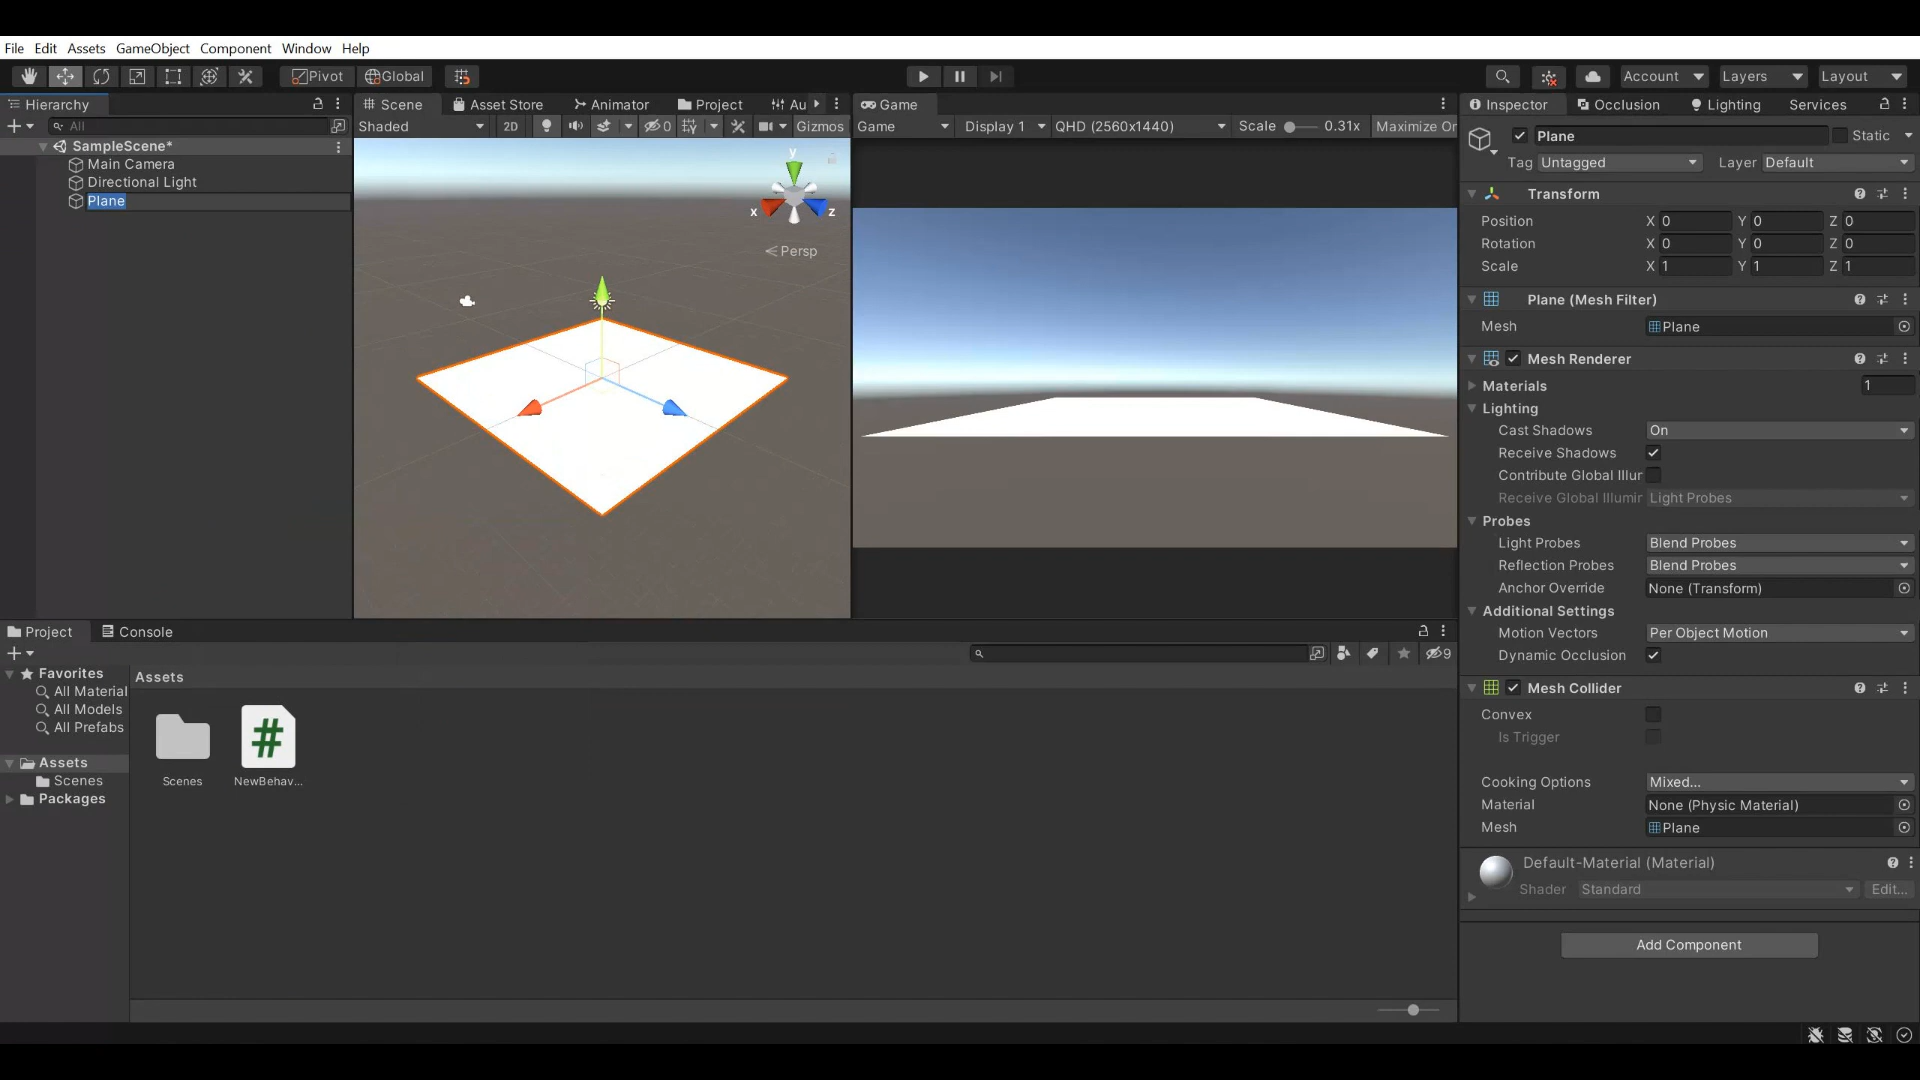 File Edit Assets GameObject Component Window Help
Pivot Global Account Layers Layout
Hierarchy
All
SampleScene*
Main Camera
Directional Light
Plane
Scene Asset Store Animator Project Au
Shaded 2D 0 Gizmos
y
x z
Persp
Game
Game Display 1 QHD (2560x1440) Scale 0.31x Maximize On
Inspector Occlusion Lighting Services
Plane Static
Tag Untagged Layer Default
Transform
Position X 0 Y 0 Z 0
Rotation X 0 Y 0 Z 0
Scale X 1 Y 1 Z 1
Plane (Mesh Filter)
Mesh Plane
Mesh Renderer
Materials 1
Lighting
Cast Shadows On
Receive Shadows
Contribute Global Illur
Receive Global Illumir Light Probes
Probes
Light Probes Blend Probes
Reflection Probes Blend Probes
Anchor Override None (Transform)
Additional Settings
Motion Vectors Per Object Motion
Dynamic Occlusion
Mesh Collider
Convex
Is Trigger
Cooking Options Mixed...
Material None (Physic Material)
Mesh Plane
Default-Material (Material)
Shader Standard Edit...
Add Component
Project Console
9
Favorites
All Material
All Models
All Prefabs
Assets
Scenes
Packages
Assets
#
Scenes NewBehav...